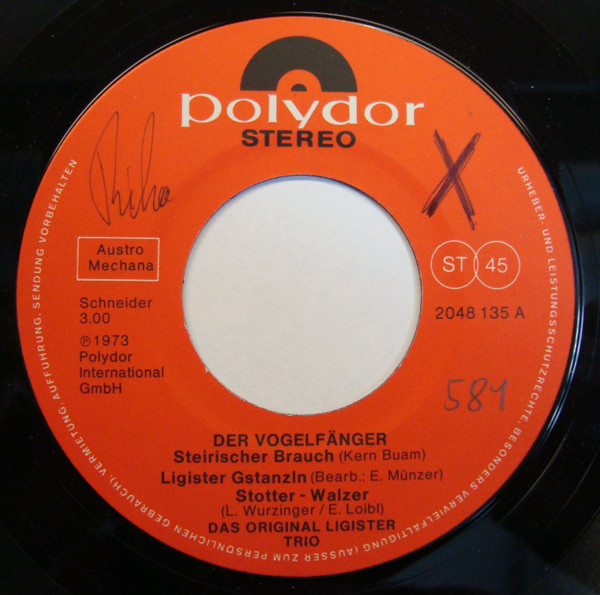 polydor
STEREO
Riha
X
Austro
Mechana
ST 45
Schneider
3.00
2048 135 A
℗ 1973
Polydor
International
GmbH
581
DER VOGELFÄNGER
Steirischer Brauch (Kern Buam)
Ligister Gstanzln (Bearb.: E. Münzer)
Stotter - Walzer
(L. Wurzinger / E. Loibl)
DAS ORIGINAL LIGISTER
TRIO
URHEBER- UND LEISTUNGSSCHUTZRECHTE, BESONDERS VERVIELFÄLTIGUNG (AUSSER ZUM PERSÖNLICHEN GEBRAUCH), VERMIETUNG, AUFFÜHRUNG, SENDUNG VORBEHALTEN